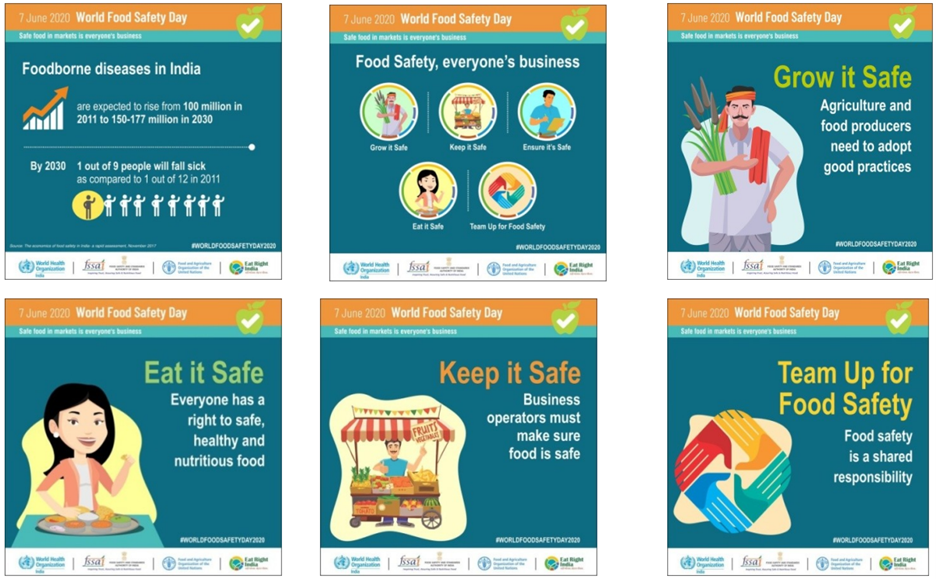 7 June 2020 World Food Safety Day
Safe food in markets is everyone's business
Foodborne diseases in India
are expected to rise from 100 million in
2011 to 150-177 million in 2030
By 2030 1 out of 9 people will fall sick
as compared to 1 out of 12 in 2011
Source: The economics of food safety in India- a rapid assessment, November 2017
#WORLDFOODSAFETYDAY2020
World Health
Organization
India
fssai
Food and Agriculture
Organization of the
United Nations
Eat Right
India
7 June 2020 World Food Safety Day
Safe food in markets is everyone's business
Food Safety, everyone's business
Grow it Safe
Keep it Safe
Ensure it's Safe
Eat it Safe
Team Up for Food Safety
#WORLDFOODSAFETYDAY2020
World Health
Organization
India
fssai
Food and Agriculture
Organization of the
United Nations
Eat Right
India
7 June 2020 World Food Safety Day
Safe food in markets is everyone's business
Grow it Safe
Agriculture and
food producers
need to adopt
good practices
#WORLDFOODSAFETYDAY2020
World Health
Organization
India
fssai
Food and Agriculture
Organization of the
United Nations
Eat Right
India
7 June 2020 World Food Safety Day
Safe food in markets is everyone's business
Eat it Safe
Everyone has a
right to safe,
healthy and
nutritious food
#WORLDFOODSAFETYDAY2020
World Health
Organization
India
fssai
Food and Agriculture
Organization of the
United Nations
Eat Right
India
7 June 2020 World Food Safety Day
Safe food in markets is everyone's business
Keep it Safe
Business
operators must
make sure
food is safe
FRUITS
VEGETABLES
#WORLDFOODSAFETYDAY2020
World Health
Organization
India
fssai
Food and Agriculture
Organization of the
United Nations
Eat Right
India
7 June 2020 World Food Safety Day
Safe food in markets is everyone's business
Team Up for
Food Safety
Food safety
is a shared
responsibility
#WORLDFOODSAFETYDAY2020
World Health
Organization
India
fssai
Food and Agriculture
Organization of the
United Nations
Eat Right
India